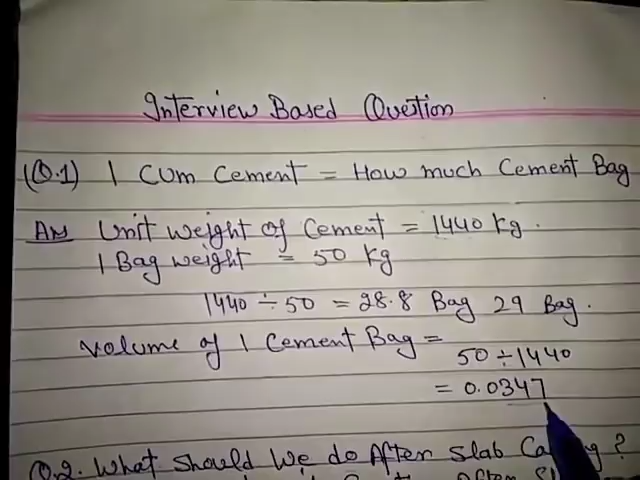 Interview Based Question
(Q.1) 1 Cum Cement = How much Cement Bag
Ans Unit weight of Cement = 1440 Kg.
1 Bag weight = 50 Kg
1440 ÷ 50 = 28.8 Bag 29 Bag.
Volume of 1 Cement Bag =
50 ÷ 1440
= 0.0347
Q.2. What Should We do After Slab ?